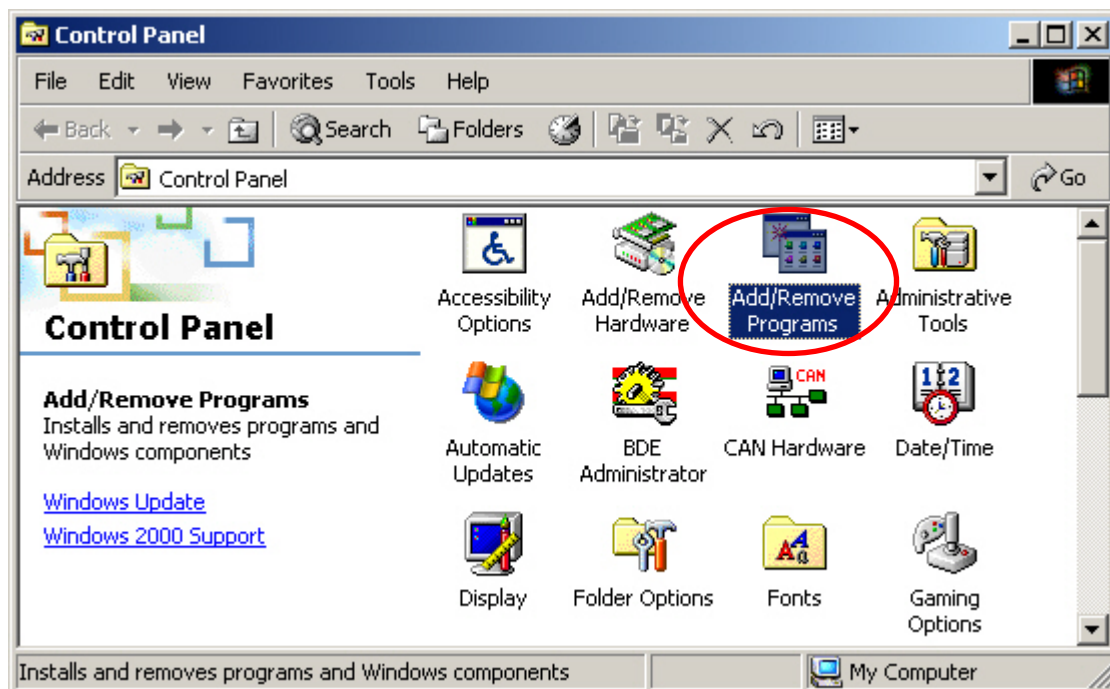 Control Panel
File Edit View Favorites Tools Help
Back Search Folders
Address Control Panel Go
Control Panel
Add/Remove Programs
Installs and removes programs and
Windows components
Windows Update
Windows 2000 Support
Accessibility
Options
Add/Remove
Hardware
Add/Remove
Programs
Administrative
Tools
Automatic
Updates
BDE
Administrator
CAN
CAN Hardware
12
Date/Time
Display
Folder Options
Fonts
Gaming
Options
Installs and removes programs and Windows components My Computer